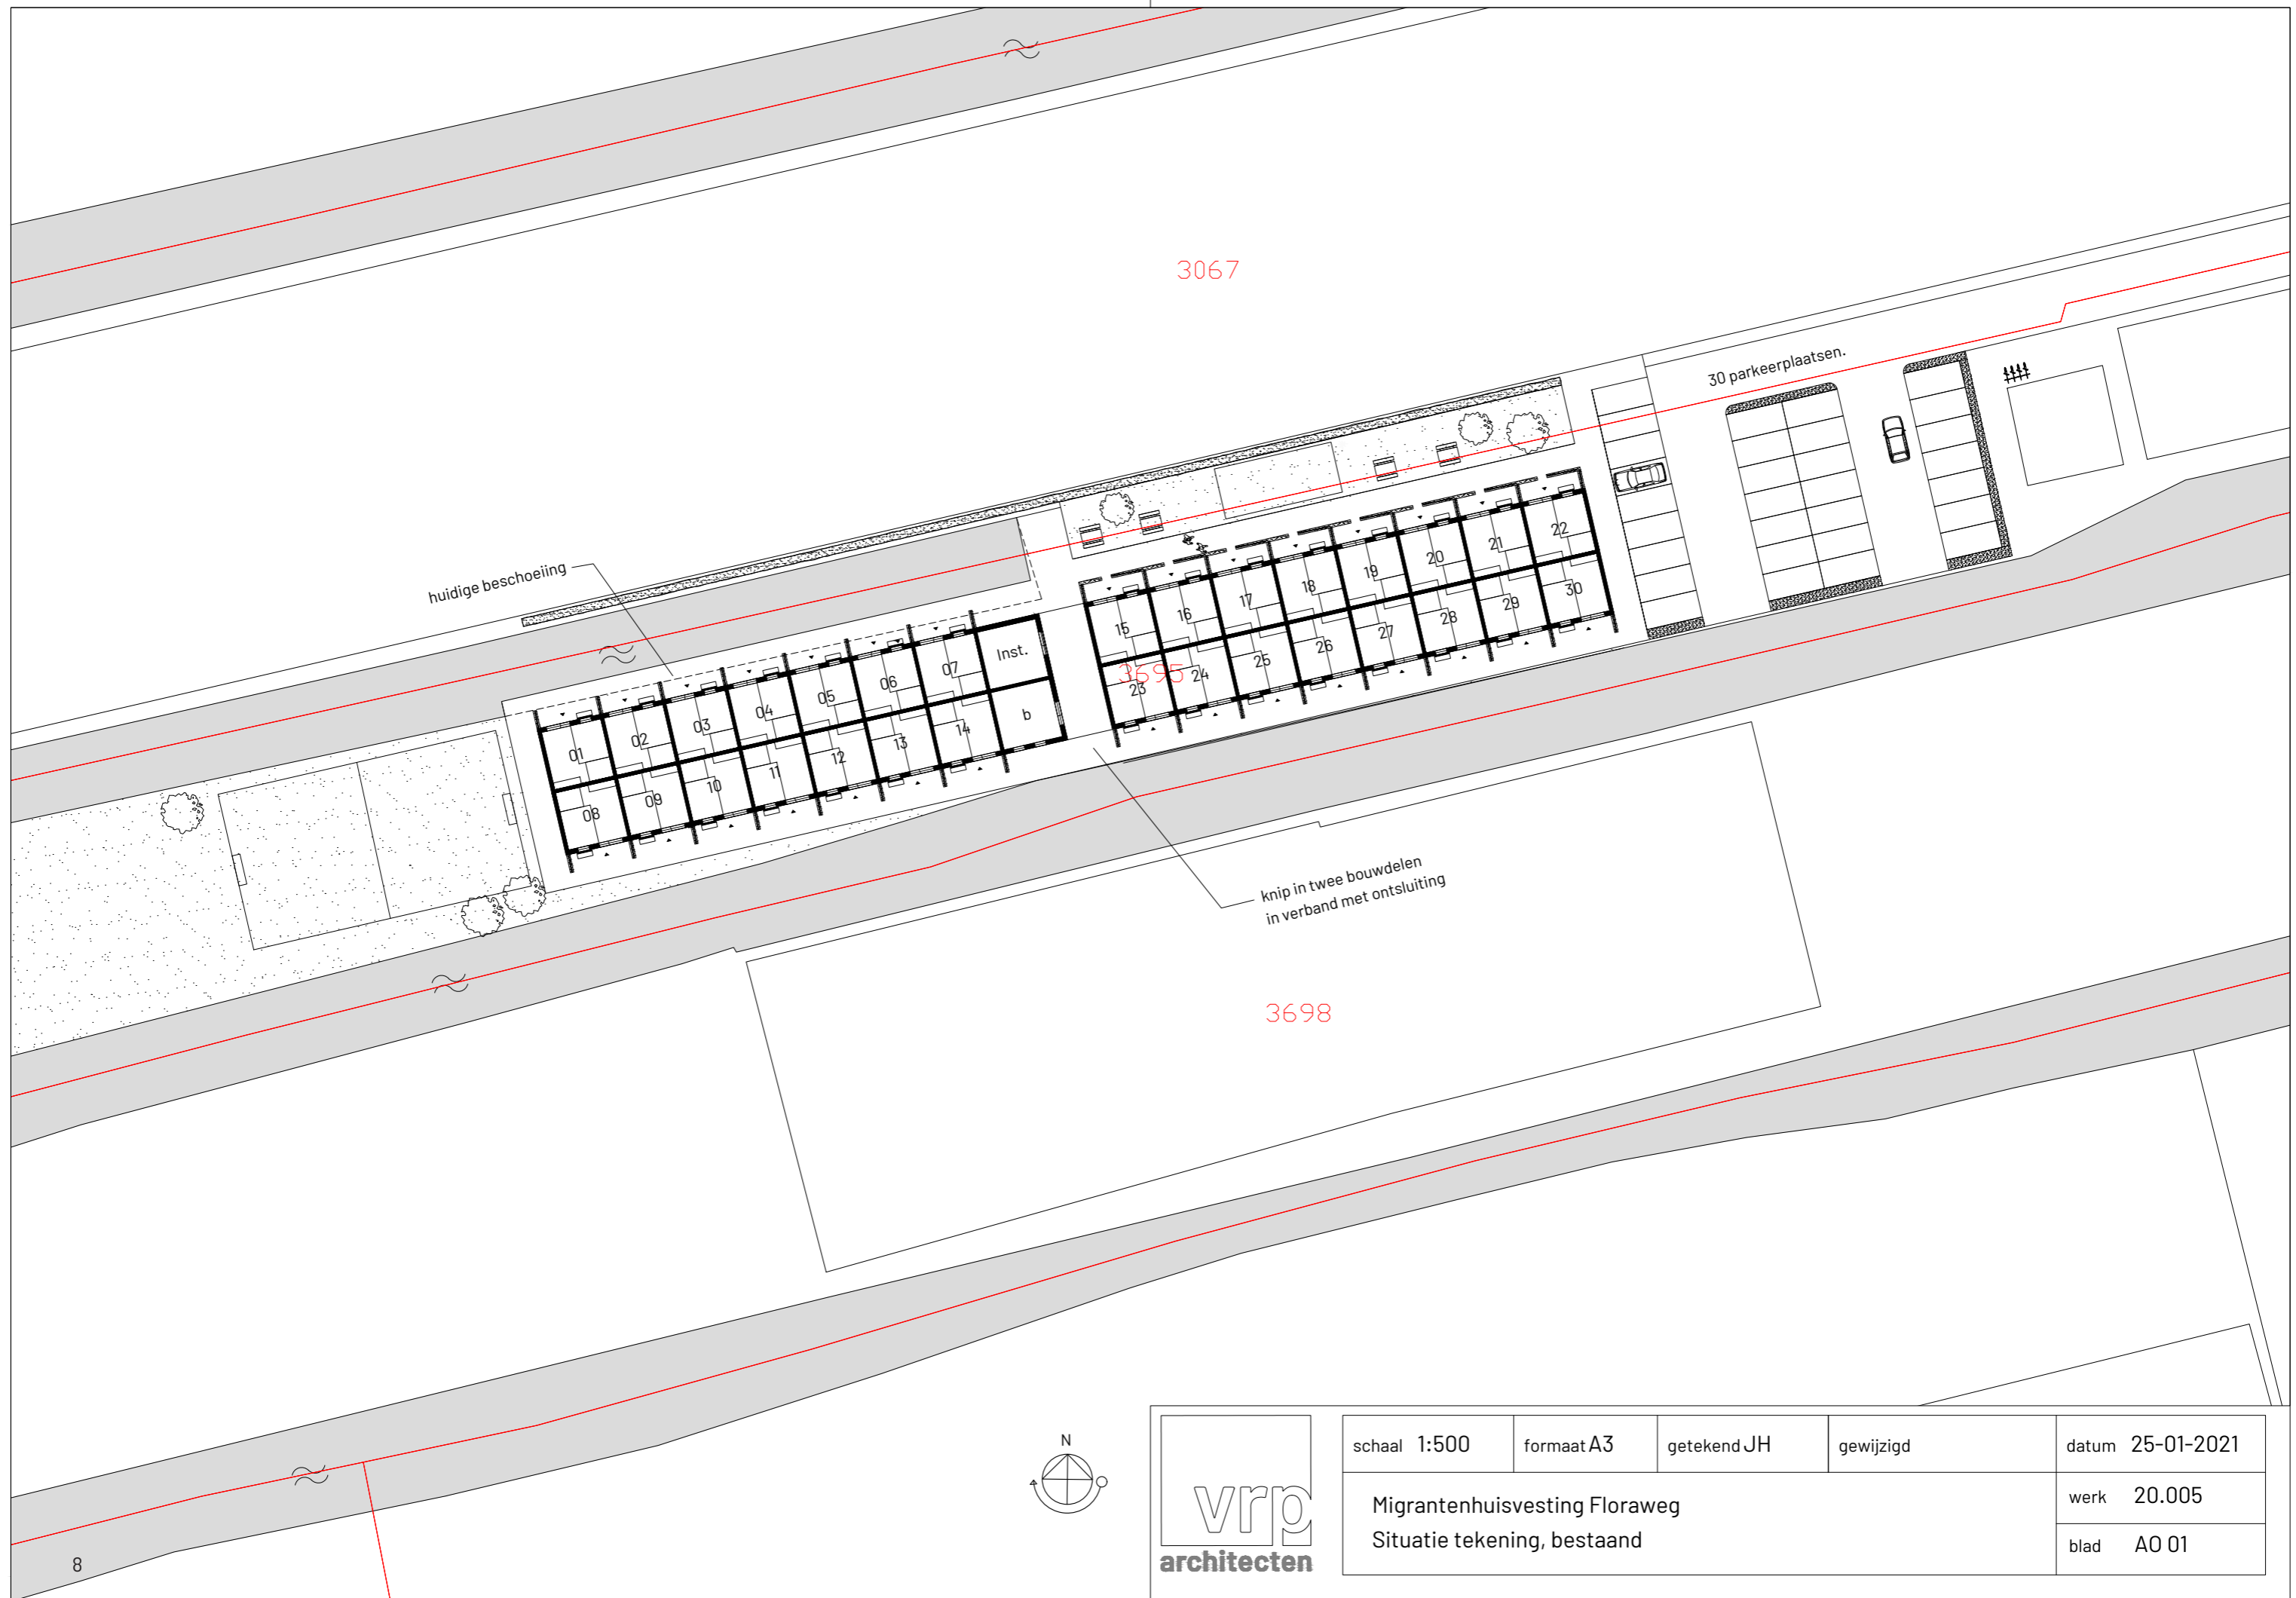 3067
30 parkeerplaatsen.
huidige beschoeiing
15 16 17 18 19 20 21 22
23 24 25 26 27 28 29 30
3695
01 02 03 04 05 06 07 Inst.
08 09 10 11 12 13 14 b
knip in twee bouwdelen
in verband met ontsluiting
3698
N
vrp
architecten
schaal 1:500 formaat A3 getekend JH gewijzigd datum 25-01-2021
Migrantenhuisvesting Floraweg
Situatie tekening, bestaand
werk 20.005
blad AO 01
8